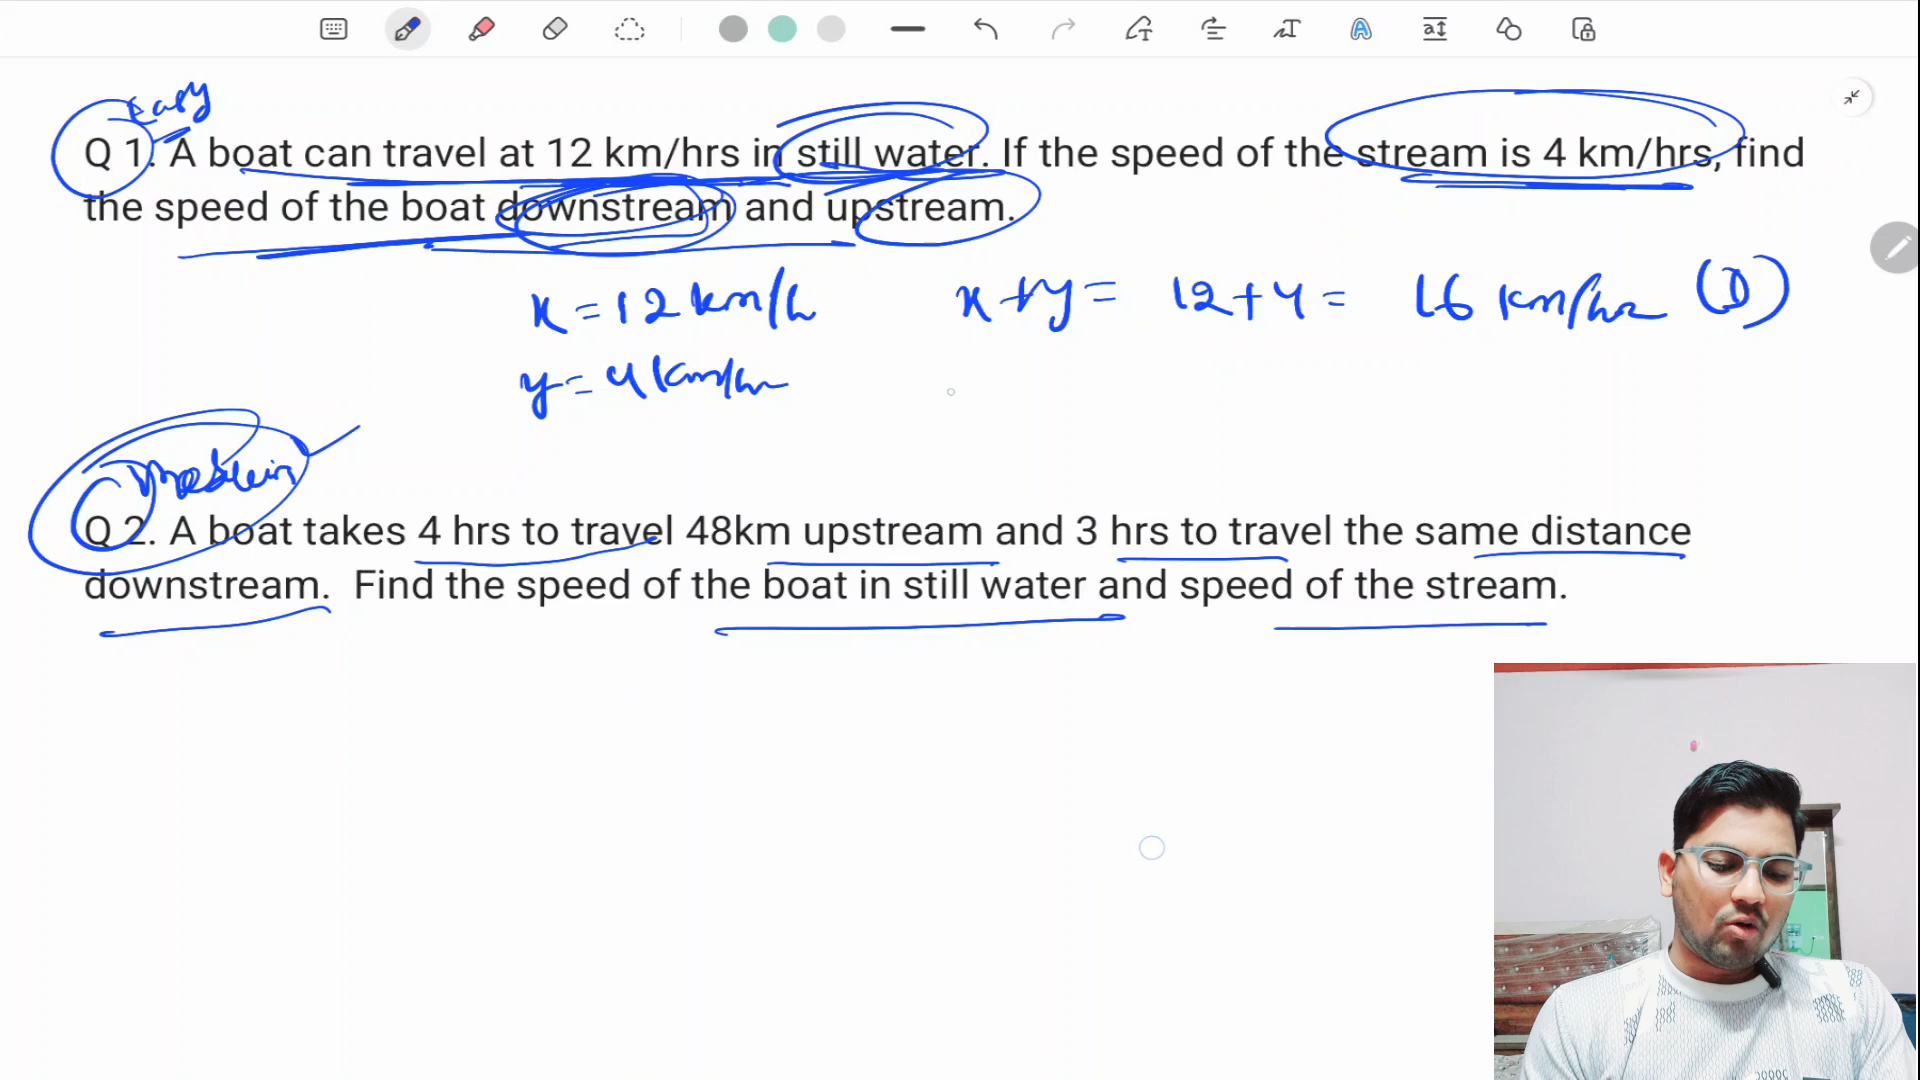 Easy
Q 1. A boat can travel at 12 km/hrs in still water. If the speed of the stream is 4 km/hrs, find
the speed of the boat downstream and upstream.
x = 12 km/h x+y = 12+4 = 16 km/hr (D)
y = 4 km/hr
Q 2. A boat takes 4 hrs to travel 48km upstream and 3 hrs to travel the same distance
downstream. Find the speed of the boat in still water and speed of the stream.